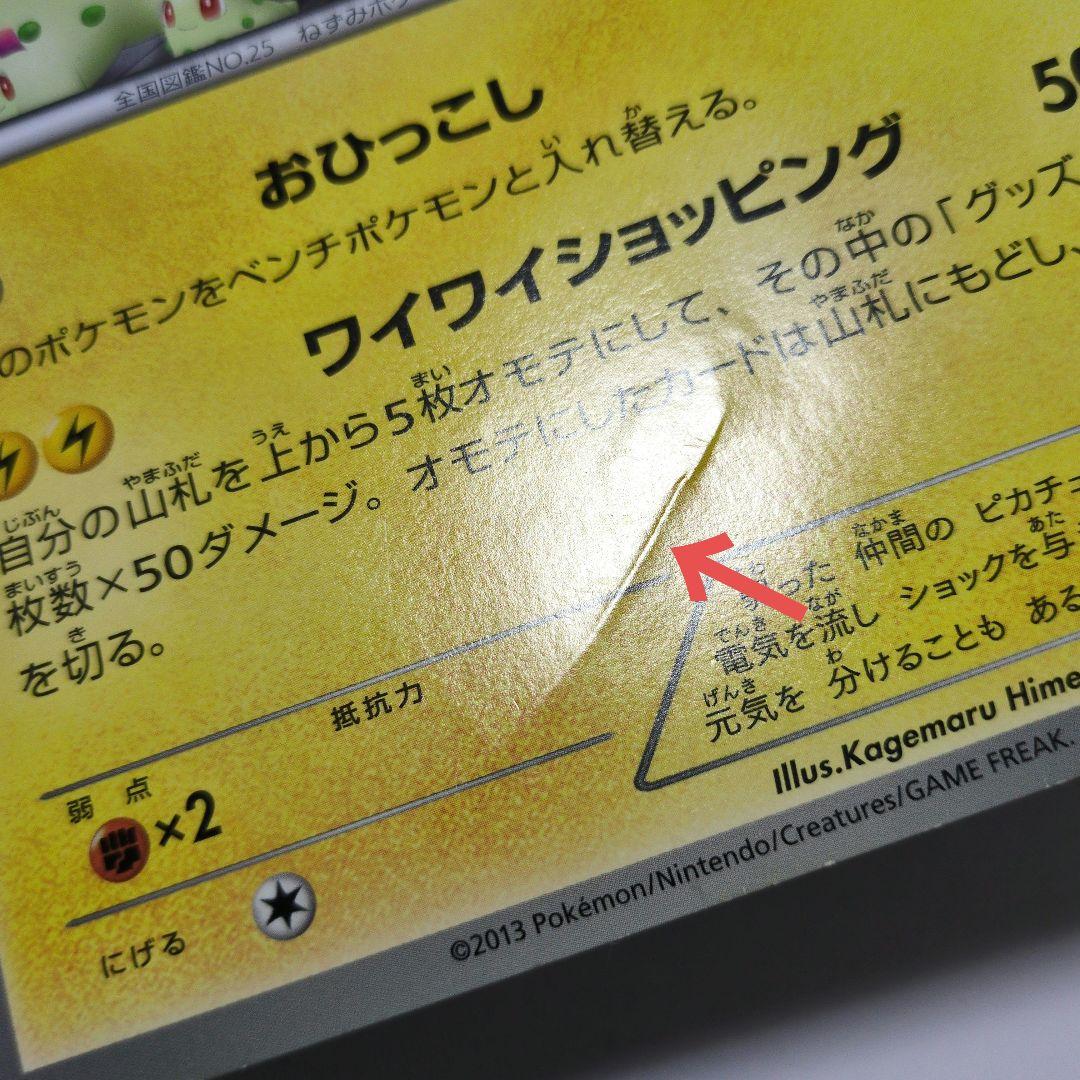 全国図鑑NO.25 ねずみポケ
おひっこし
50
のポケモンをベンチポケモンと入れ替える。
ワイワイショッピング
自分の山札を上から5枚オモテにして、その中の「グッズ
枚数×50ダメージ。オモテにしたカードは山札にもどし、
を切る。
弱点
×2
抵抗力
にげる
った 仲間の ピカチュ
電気を流し ショックを与
元気を 分けることも ある
Illus.Kagemaru Hime
©2013 Pokémon/Nintendo/Creatures/GAME FREAK.